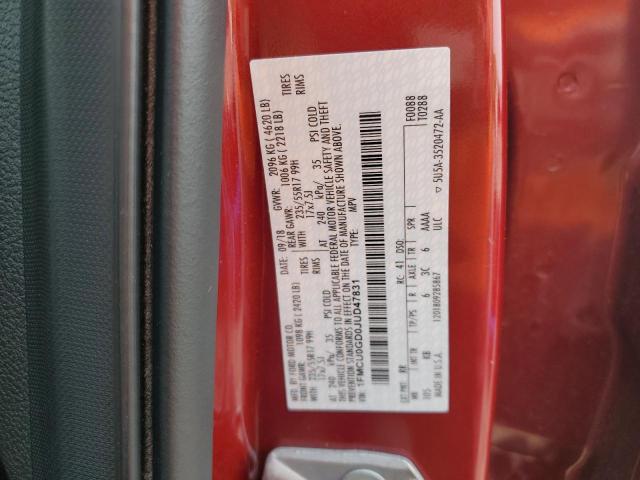 MFD. BY FORD MOTOR CO.
DATE: 09/18 GVWR: 2096 KG ( 4620 LB)
FRONT GAWR: 1098 KG ( 2420 LB) REAR GAWR: 1006 KG ( 2218 LB)
WITH 235/55R17 99H TIRES WITH 235/55R17 99H TIRES
17x7.5J RIMS 17x7.5J RIMS
AT 240 kPa/ 35 PSI COLD AT 240 kPa/ 35 PSI COLD
THIS VEHICLE CONFORMS TO ALL APPLICABLE FEDERAL MOTOR VEHICLE SAFETY AND THEFT
PREVENTION STANDARDS IN EFFECT ON THE DATE OF MANUFACTURE SHOWN ABOVE.
1FMCU0GD0JUD47831 TYPE: MPV
F0088
T0288
EXT PNT: RR RC: 41 DSO:
WB TP/PS R AXLE TR SPR
105 KB 6 3C 6 AAAA
MADE IN U.S.A. 1201809285867 ULC
▽ 5U5A-3520472-AA